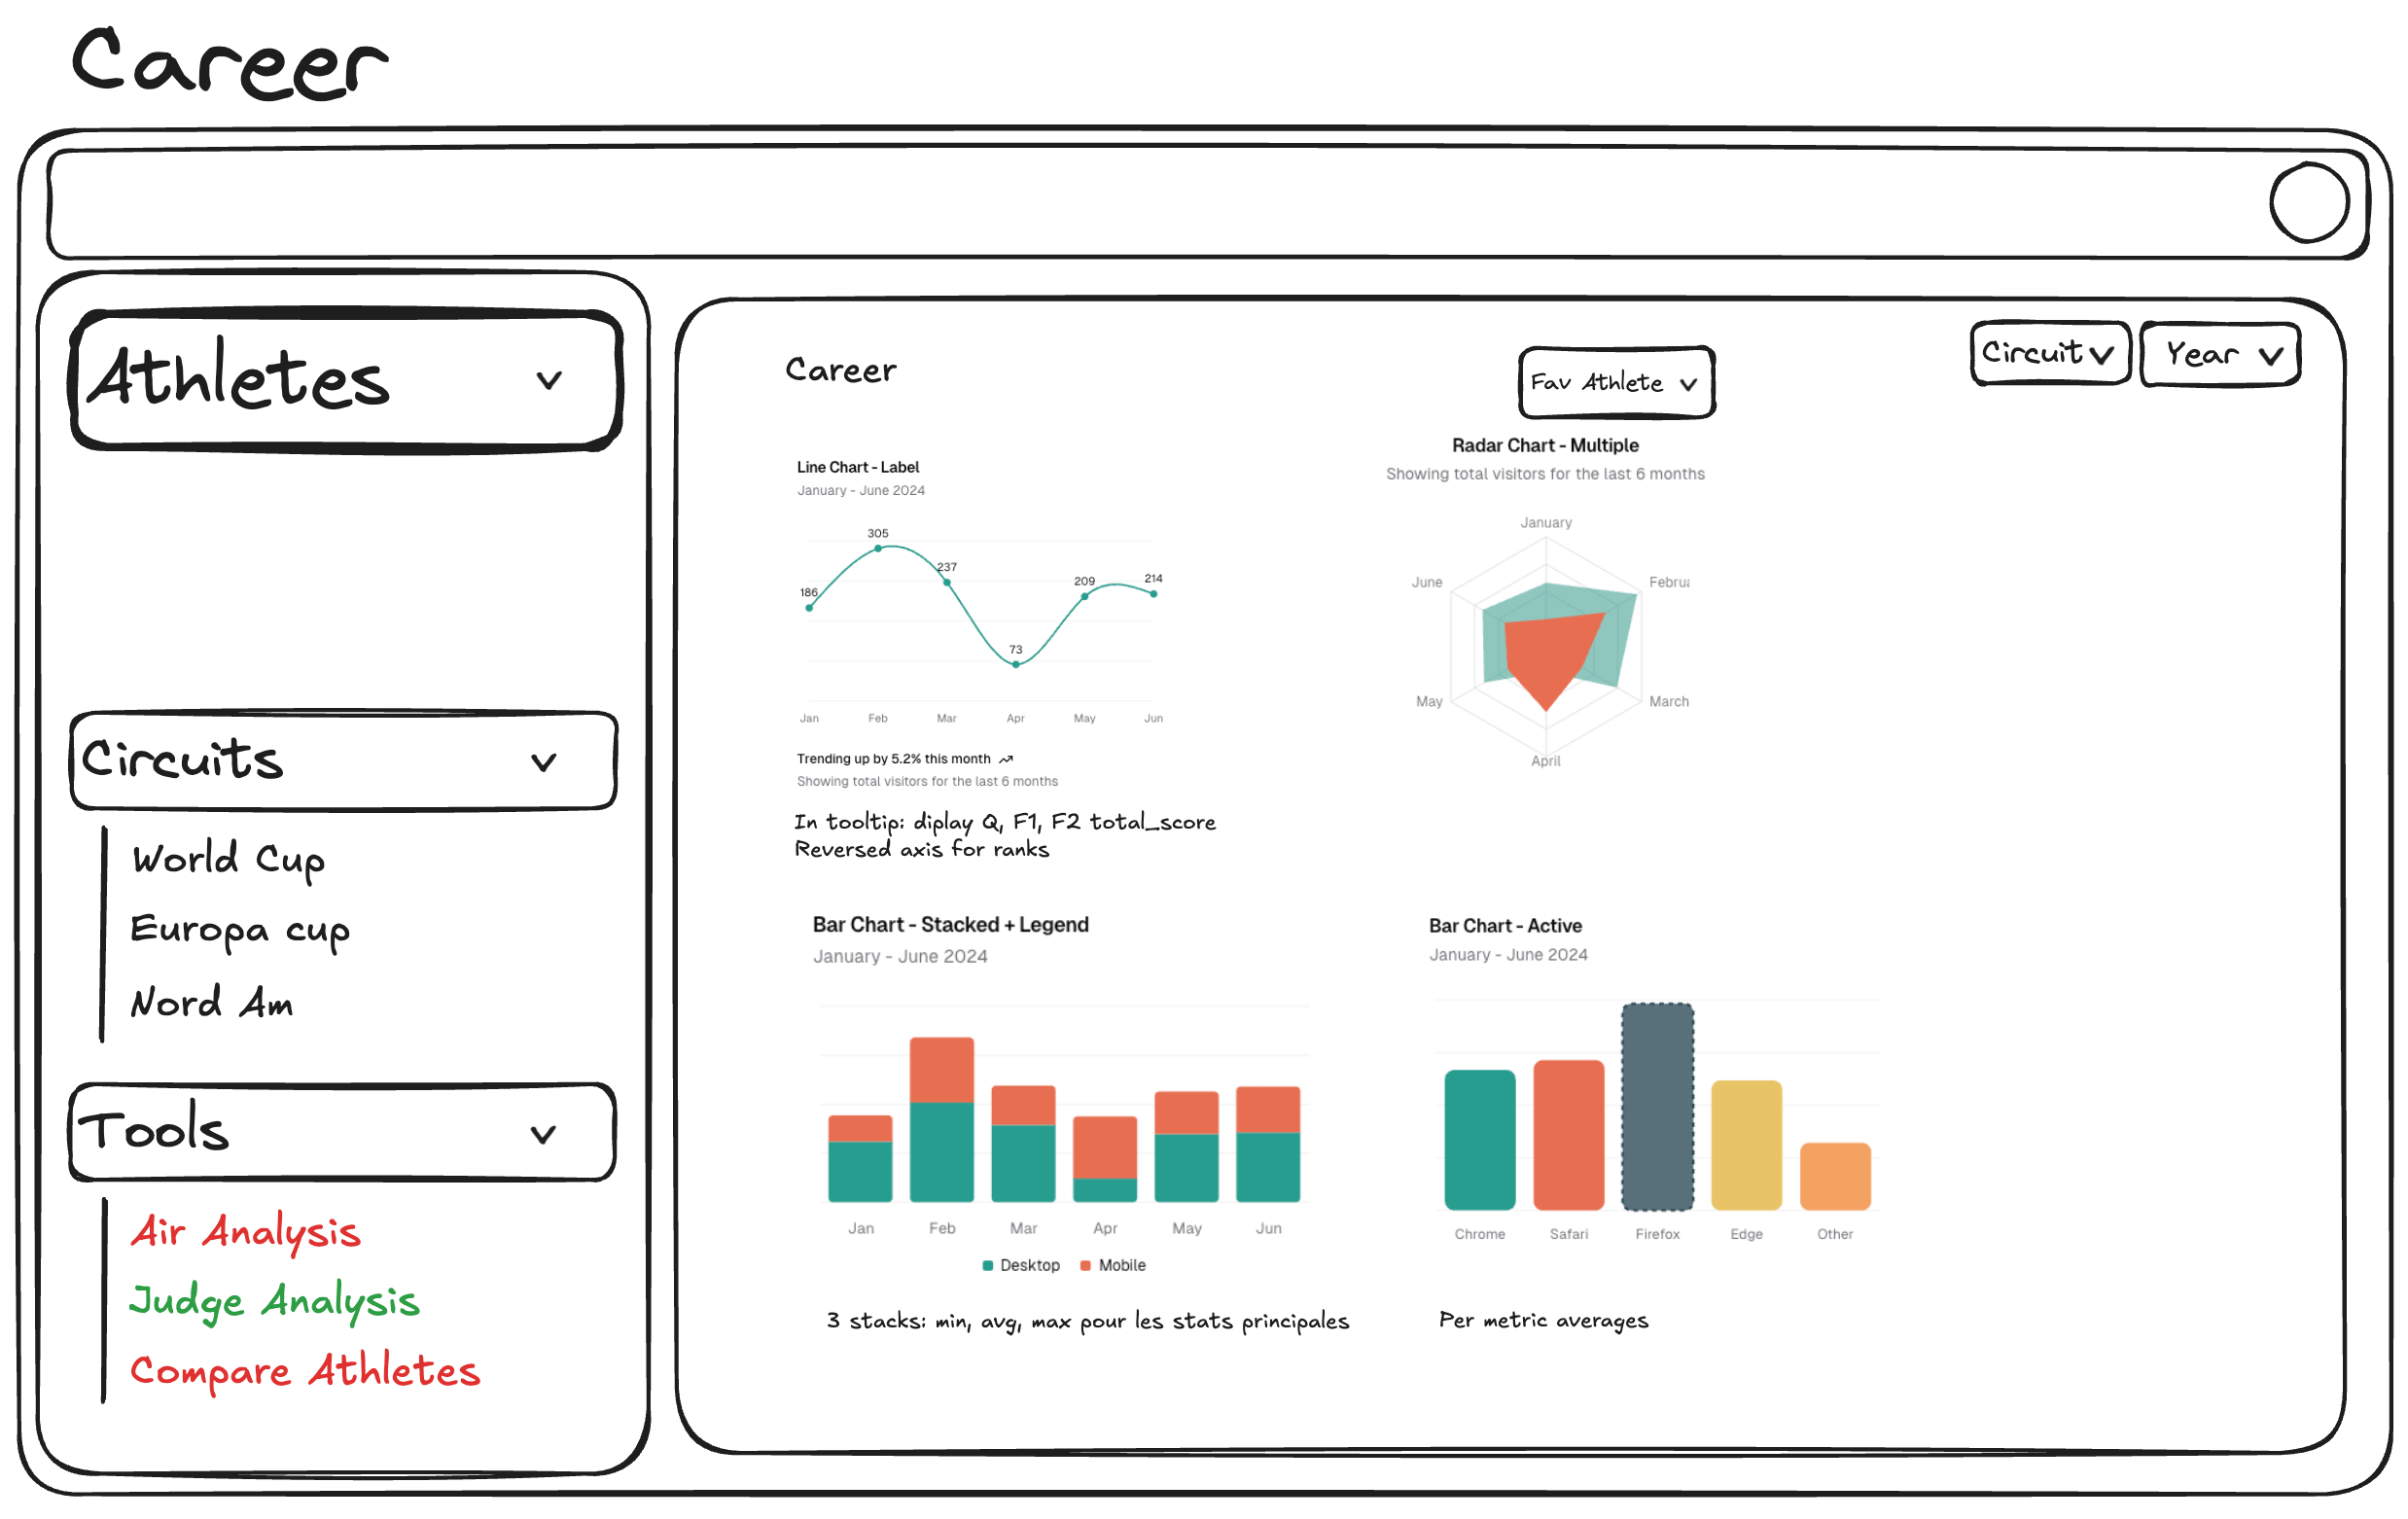 Career
Athletes
Circuits
World Cup
Europa cup
Nord Am
Tools
Air Analysis
Judge Analysis
Compare Athletes
Career
Fav Athlete
Circuit
Year
Line Chart - Label
January - June 2024
305
237
186
209
214
73
Jan Feb Mar Apr May Jun
Trending up by 5.2% this month
Showing total visitors for the last 6 months
In tooltip: diplay Q, F1, F2 total_score
Reversed axis for ranks
Radar Chart - Multiple
Showing total visitors for the last 6 months
January
June
Februa
May
March
April
Bar Chart - Stacked + Legend
January - June 2024
Jan Feb Mar Apr May Jun
Desktop Mobile
3 stacks: min, avg, max pour les stats principales
Bar Chart - Active
January - June 2024
Chrome Safari Firefox Edge Other
Per metric averages